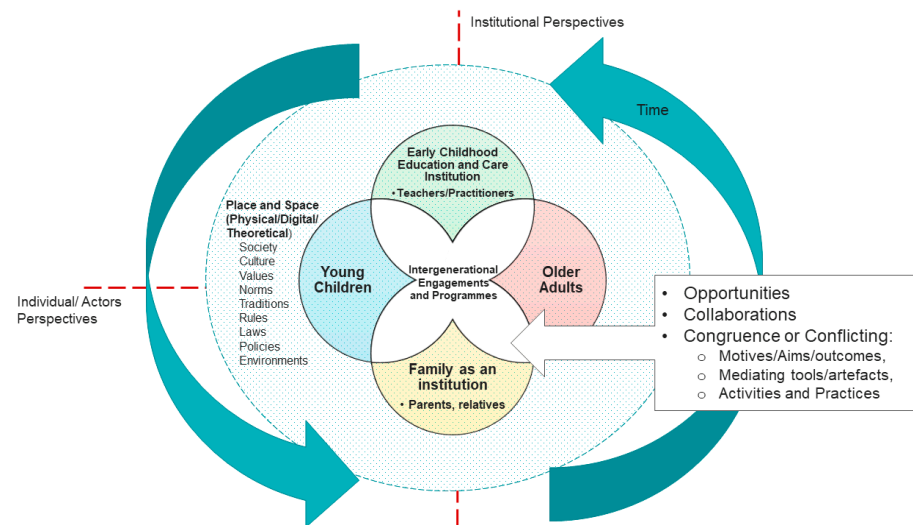 Institutional Perspectives
Time
Early Childhood
Education and Care
Institution
• Teachers/Practitioners
Place and Space
(Physical/Digital/
Theoretical)
Society
Culture
Values
Norms
Traditions
Rules
Laws
Policies
Environments
Young
Children
Intergenerational
Engagements
and Programmes
Older
Adults
Individual/ Actors
Perspectives
• Opportunities
• Collaborations
• Congruence or Conflicting:
o Motives/Aims/outcomes,
o Mediating tools/artefacts,
o Activities and Practices
Family as an
institution
• Parents, relatives